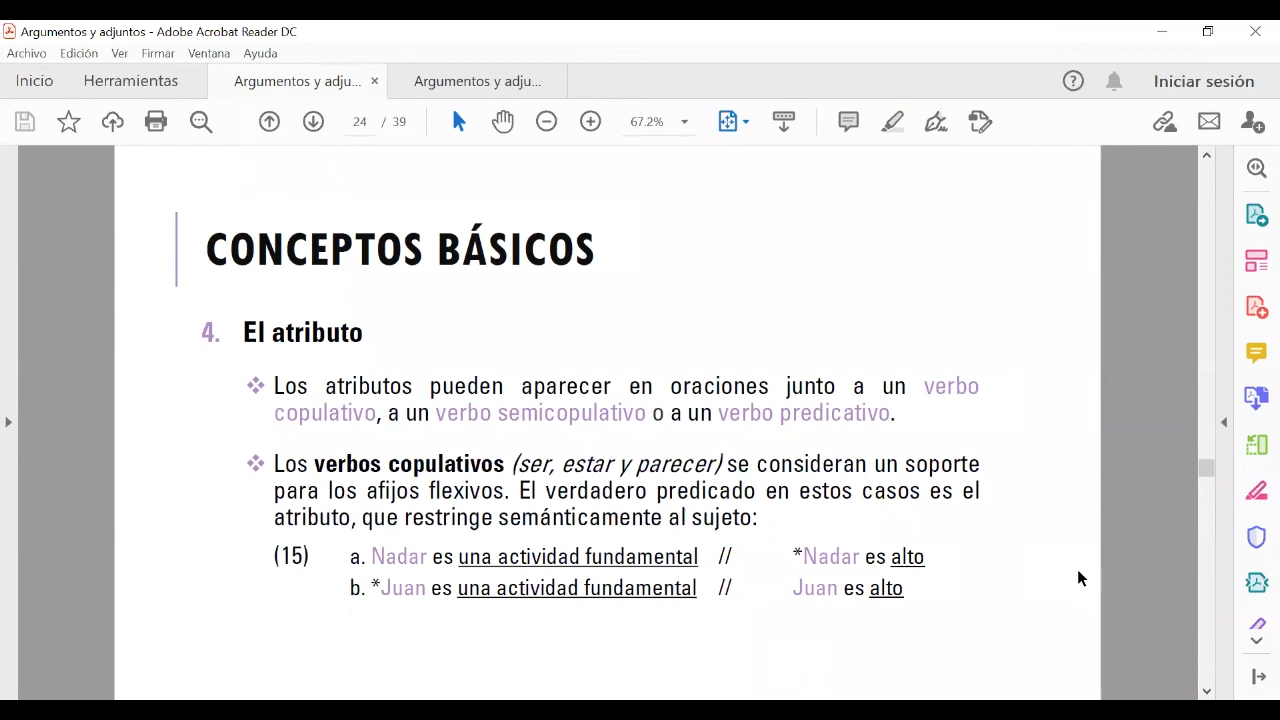 Argumentos y adjuntos - Adobe Acrobat Reader DC
Archivo Edición Ver Firmar Ventana Ayuda
Inicio Herramientas Argumentos y adju... × Argumentos y adju... Iniciar sesión
24 / 39 67.2%
CONCEPTOS BÁSICOS
4. El atributo
❖ Los atributos pueden aparecer en oraciones junto a un verbo
copulativo, a un verbo semicopulativo o a un verbo predicativo.
❖ Los verbos copulativos (ser, estar y parecer) se consideran un soporte
para los afijos flexivos. El verdadero predicado en estos casos es el
atributo, que restringe semánticamente al sujeto:
(15) a. Nadar es una actividad fundamental // *Nadar es alto
b. *Juan es una actividad fundamental // Juan es alto